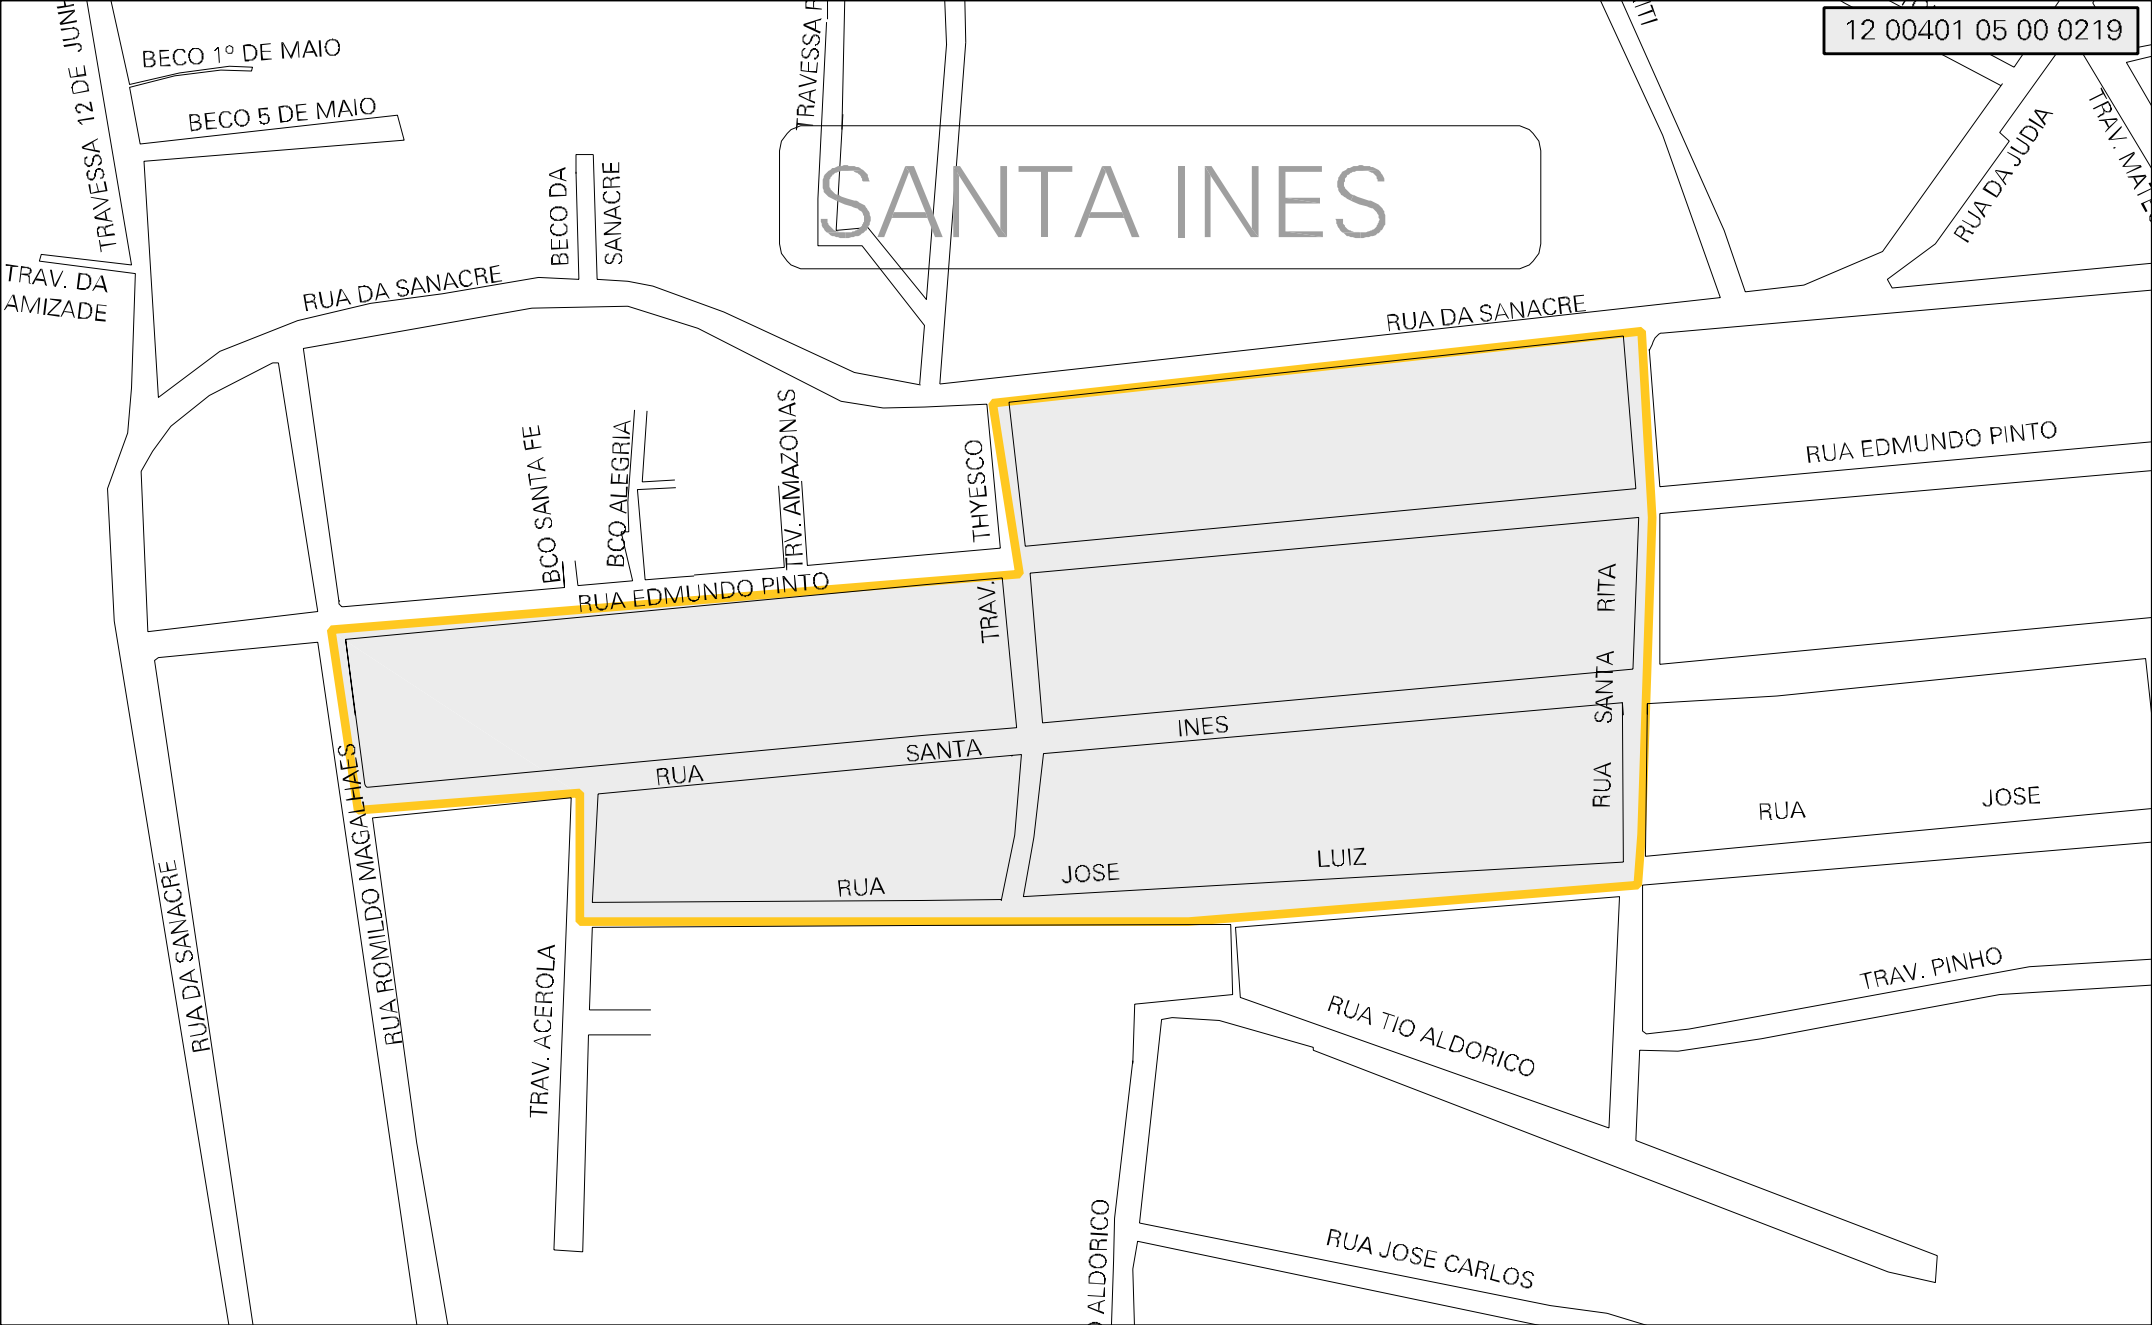 12 00401 05 00 0219
TRAVESSA 12 DE JUNH
BECO 1º DE MAIO
BECO 5 DE MAIO
TRAVESSA R
ITI
TRAV. DA
AMIZADE
RUA DA SANACRE
BECO DA
SANACRE
SANTA INES
RUA DA SANACRE
RUA DA JUDIA
TRAV. MATE
RUA EDMUNDO PINTO
BCO SANTA FE
BCO ALEGRIA
TRV. AMAZONAS
TRAV. THYESCO
RUA EDMUNDO PINTO
RUA SANTA RITA
RUA SANTA INES
RUA JOSE
RUA JOSE LUIZ
RUA ROMILDO MAGALHAES
RUA DA SANACRE
TRAV. ACEROLA
TRAV. PINHO
RUA TIO ALDORICO
O ALDORICO
RUA JOSE CARLOS